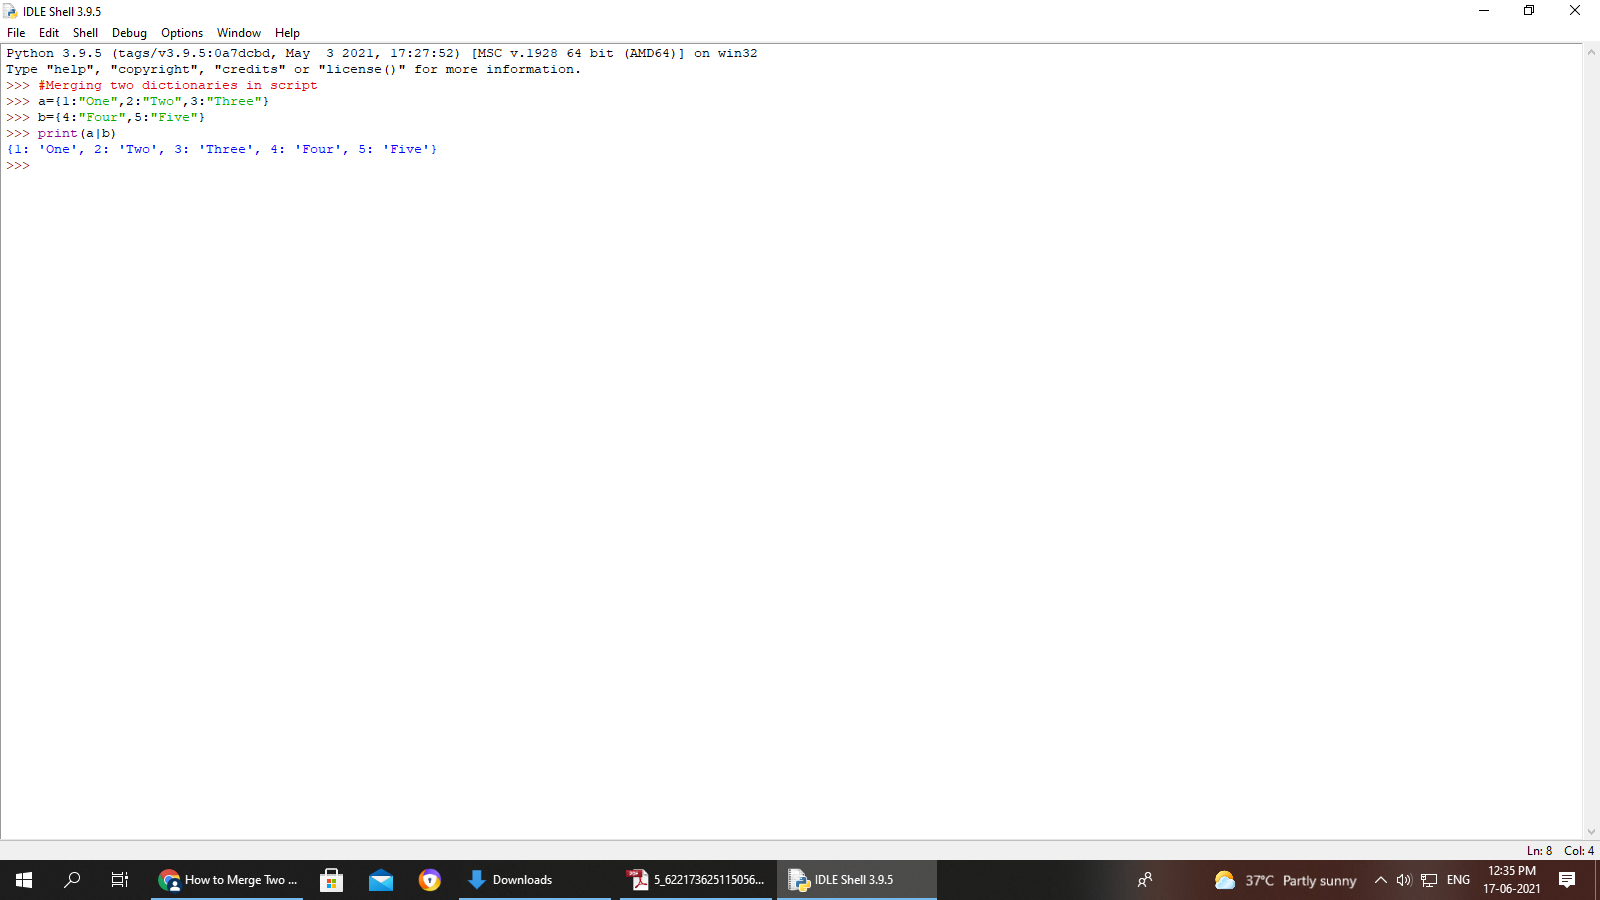 IDLE Shell 3.9.5
File Edit Shell Debug Options Window Help
Python 3.9.5 (tags/v3.9.5:0a7dcbd, May  3 2021, 17:27:52) [MSC v.1928 64 bit (AMD64)] on win32
Type "help", "copyright", "credits" or "license()" for more information.
>>> #Merging two dictionaries in script
>>> a={1:"One",2:"Two",3:"Three"}
>>> b={4:"Four",5:"Five"}
>>> print(a|b)
{1: 'One', 2: 'Two', 3: 'Three', 4: 'Four', 5: 'Five'}
>>>
Ln: 8 Col: 4
How to Merge Two ... Downloads 5_622173625115056... IDLE Shell 3.9.5 37°C Partly sunny ENG 12:35 PM
17-06-2021